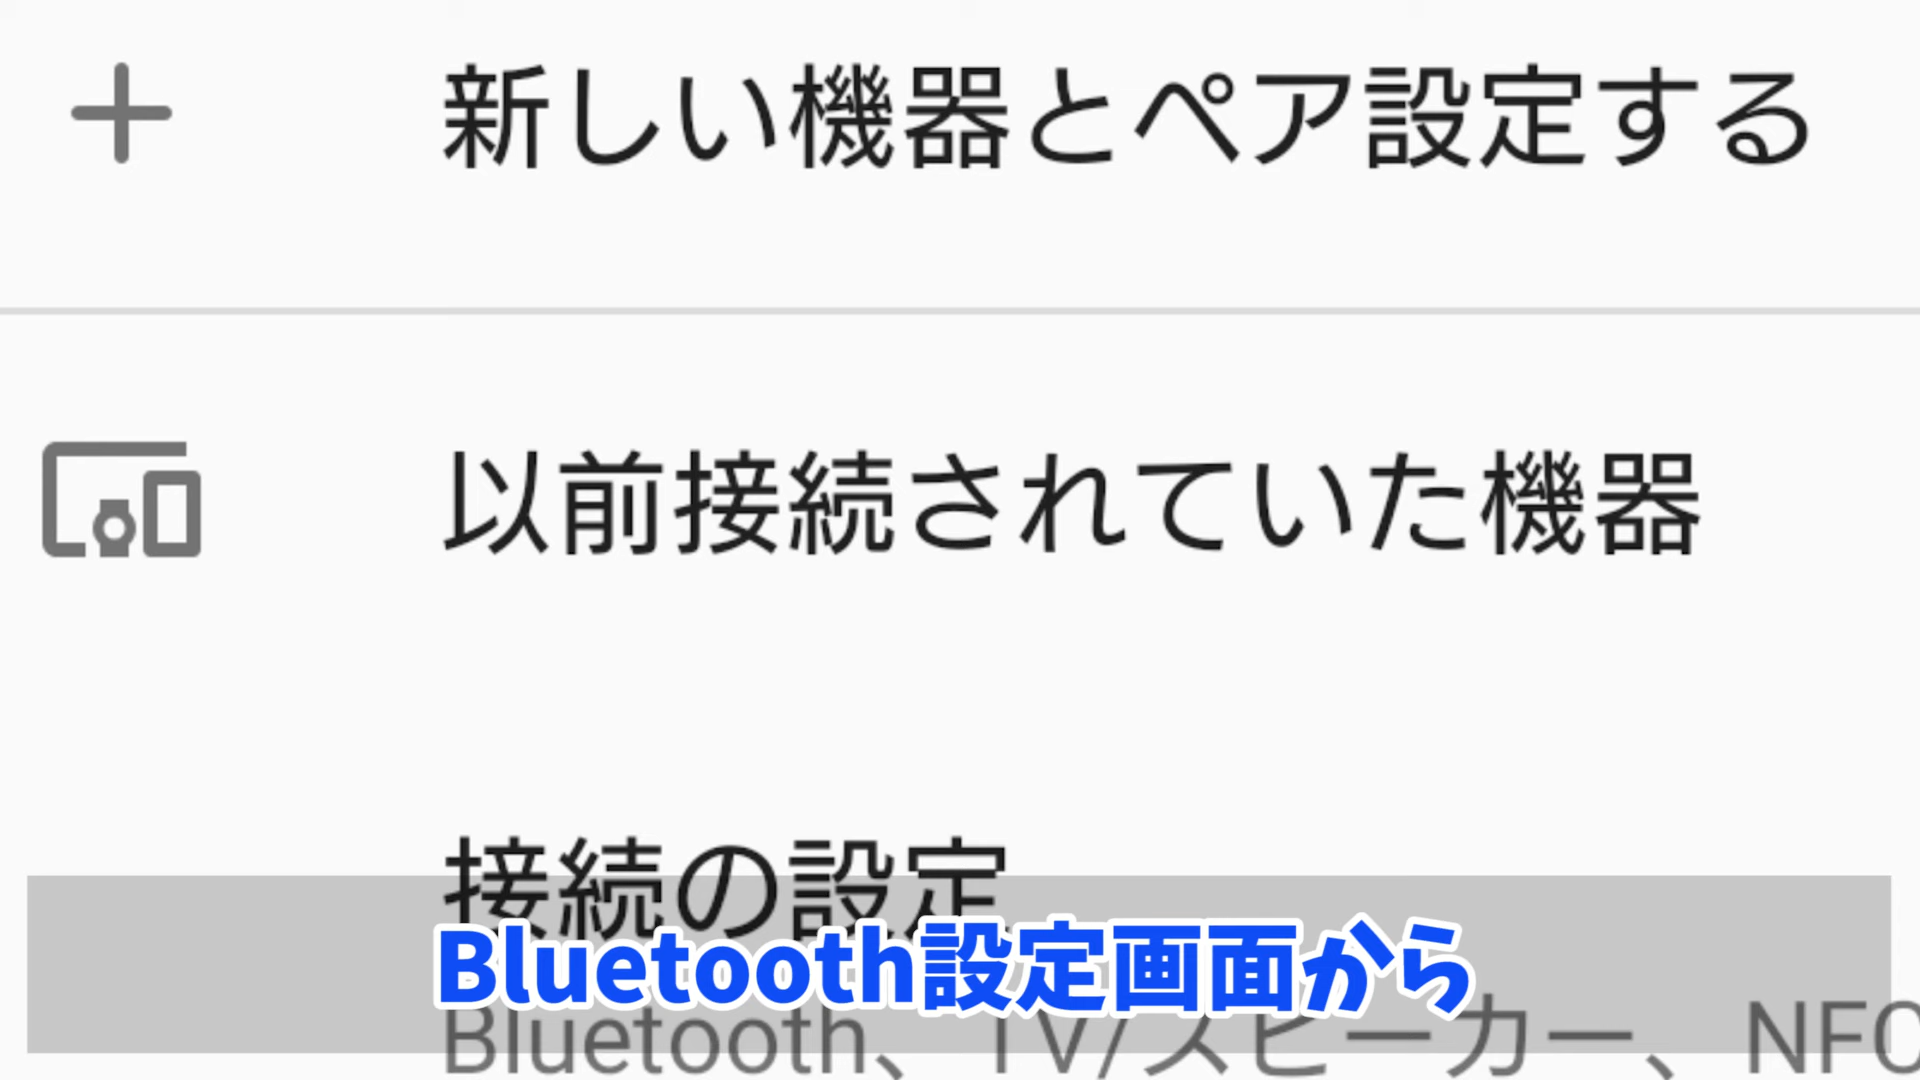 新しい機器とペア設定する
以前接続されていた機器
接続の設定
Bluetooth設定画面から
Bluetooth、TV/スピーカー、NFC